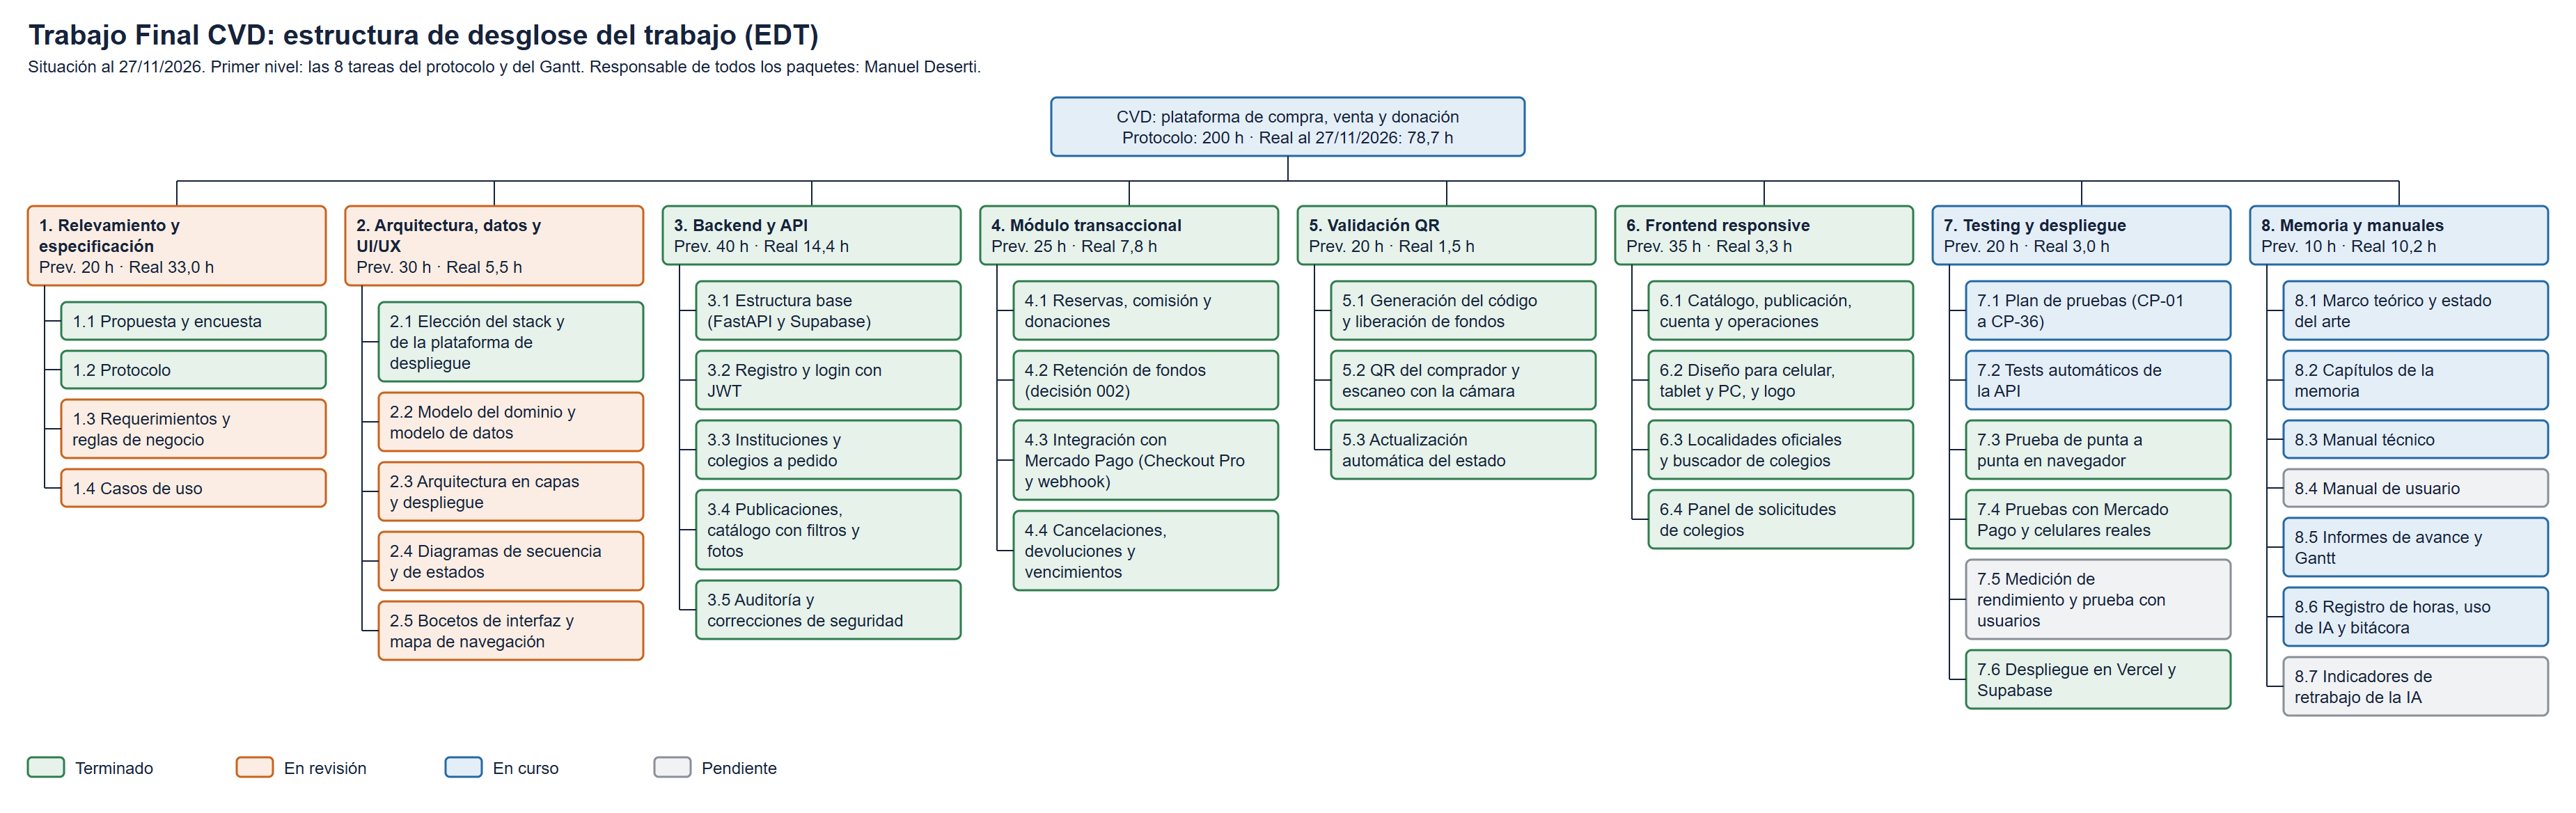 Trabajo Final CVD: estructura de desglose del trabajo (EDT)
Situación al 27/11/2026. Primer nivel: las 8 tareas del protocolo y del Gantt. Responsable de todos los paquetes: Manuel Deserti.
CVD: plataforma de compra, venta y donación
Protocolo: 200 h · Real al 27/11/2026: 78,7 h
1. Relevamiento y
especificación
Prev. 20 h · Real 33,0 h
1.1 Propuesta y encuesta
1.2 Protocolo
1.3 Requerimientos y
reglas de negocio
1.4 Casos de uso
2. Arquitectura, datos y
UI/UX
Prev. 30 h · Real 5,5 h
2.1 Elección del stack y
de la plataforma de
despliegue
2.2 Modelo del dominio y
modelo de datos
2.3 Arquitectura en capas
y despliegue
2.4 Diagramas de secuencia
y de estados
2.5 Bocetos de interfaz y
mapa de navegación
3. Backend y API
Prev. 40 h · Real 14,4 h
3.1 Estructura base
(FastAPI y Supabase)
3.2 Registro y login con
JWT
3.3 Instituciones y
colegios a pedido
3.4 Publicaciones,
catálogo con filtros y
fotos
3.5 Auditoría y
correcciones de seguridad
4. Módulo transaccional
Prev. 25 h · Real 7,8 h
4.1 Reservas, comisión y
donaciones
4.2 Retención de fondos
(decisión 002)
4.3 Integración con
Mercado Pago (Checkout Pro
y webhook)
4.4 Cancelaciones,
devoluciones y
vencimientos
5. Validación QR
Prev. 20 h · Real 1,5 h
5.1 Generación del código
y liberación de fondos
5.2 QR del comprador y
escaneo con la cámara
5.3 Actualización
automática del estado
6. Frontend responsive
Prev. 35 h · Real 3,3 h
6.1 Catálogo, publicación,
cuenta y operaciones
6.2 Diseño para celular,
tablet y PC, y logo
6.3 Localidades oficiales
y buscador de colegios
6.4 Panel de solicitudes
de colegios
7. Testing y despliegue
Prev. 20 h · Real 3,0 h
7.1 Plan de pruebas (CP-01
a CP-36)
7.2 Tests automáticos de
la API
7.3 Prueba de punta a
punta en navegador
7.4 Pruebas con Mercado
Pago y celulares reales
7.5 Medición de
rendimiento y prueba con
usuarios
7.6 Despliegue en Vercel y
Supabase
8. Memoria y manuales
Prev. 10 h · Real 10,2 h
8.1 Marco teórico y estado
del arte
8.2 Capítulos de la
memoria
8.3 Manual técnico
8.4 Manual de usuario
8.5 Informes de avance y
Gantt
8.6 Registro de horas, uso
de IA y bitácora
8.7 Indicadores de
retrabajo de la IA
Terminado
En revisión
En curso
Pendiente